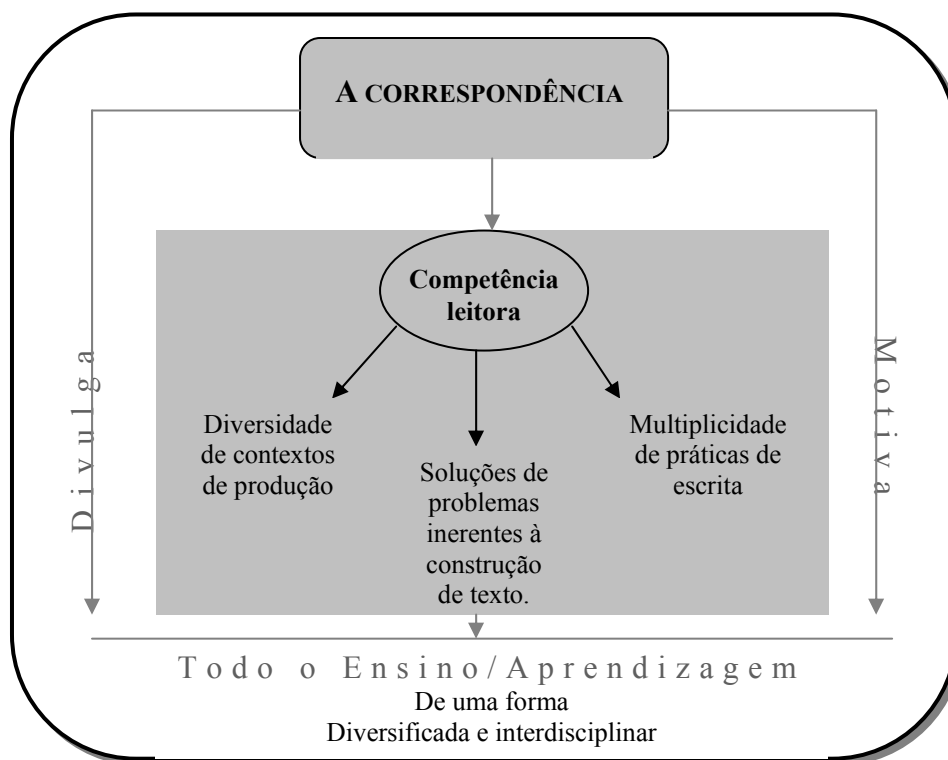 A CORRESPONDÊNCIA
Competência
leitora
Divulga
Motiva
Diversidade
de contextos
de produção
Soluções de
problemas
inerentes à
construção
de texto.
Multiplicidade
de práticas de
escrita
Todo o Ensino/Aprendizagem
De uma forma
Diversificada e interdisciplinar